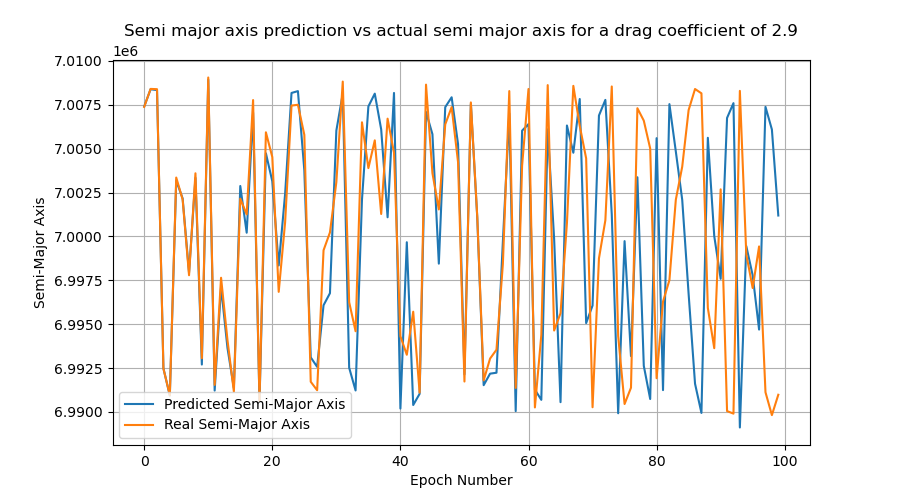 Semi major axis prediction vs actual semi major axis for a drag coefficient of 2.9
1e6
7.0100
7.0075
7.0050
7.0025
7.0000
6.9975
6.9950
6.9925
6.9900
Semi-Major Axis
Predicted Semi-Major Axis
Real Semi-Major Axis
0 20 40 60 80 100
Epoch Number